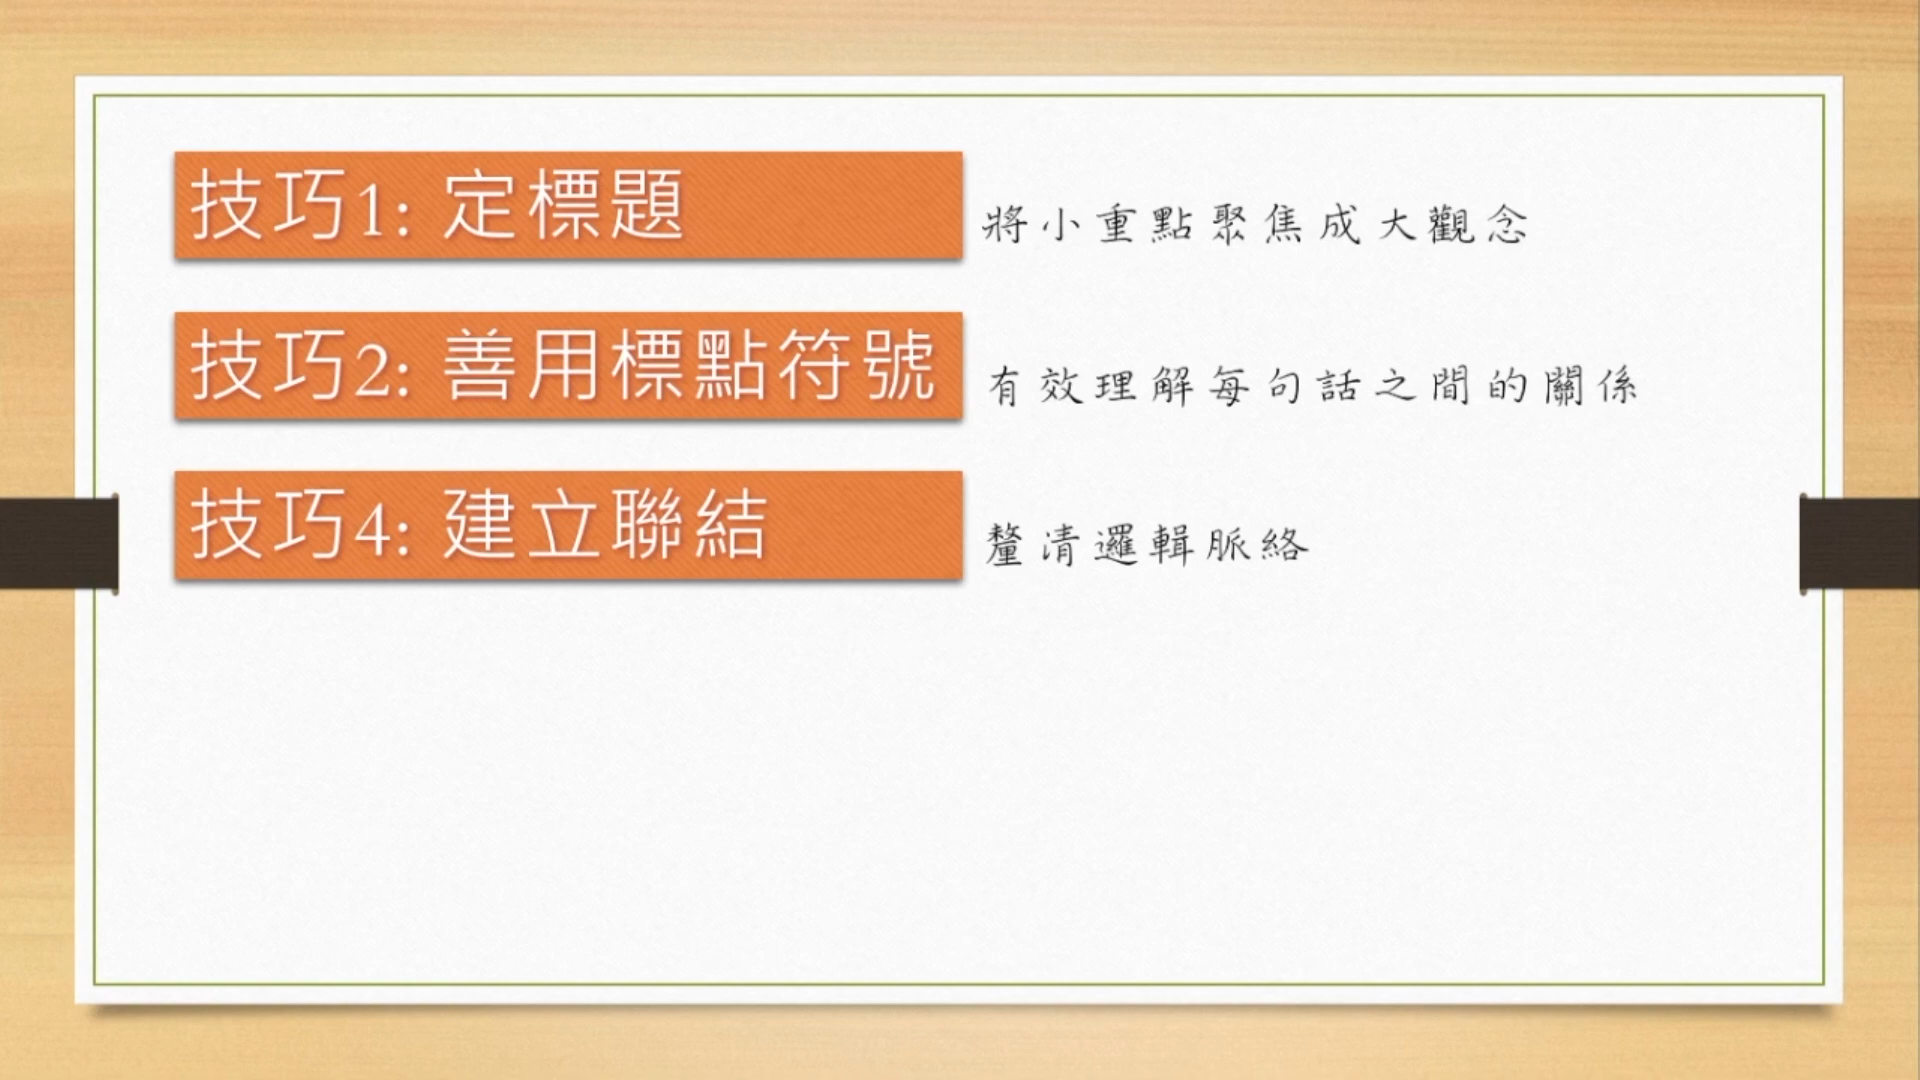 技巧1: 定標題
將小重點聚焦成大觀念
技巧2: 善用標點符號
有效理解每句話之間的關係
技巧4: 建立聯結
釐清邏輯脈絡